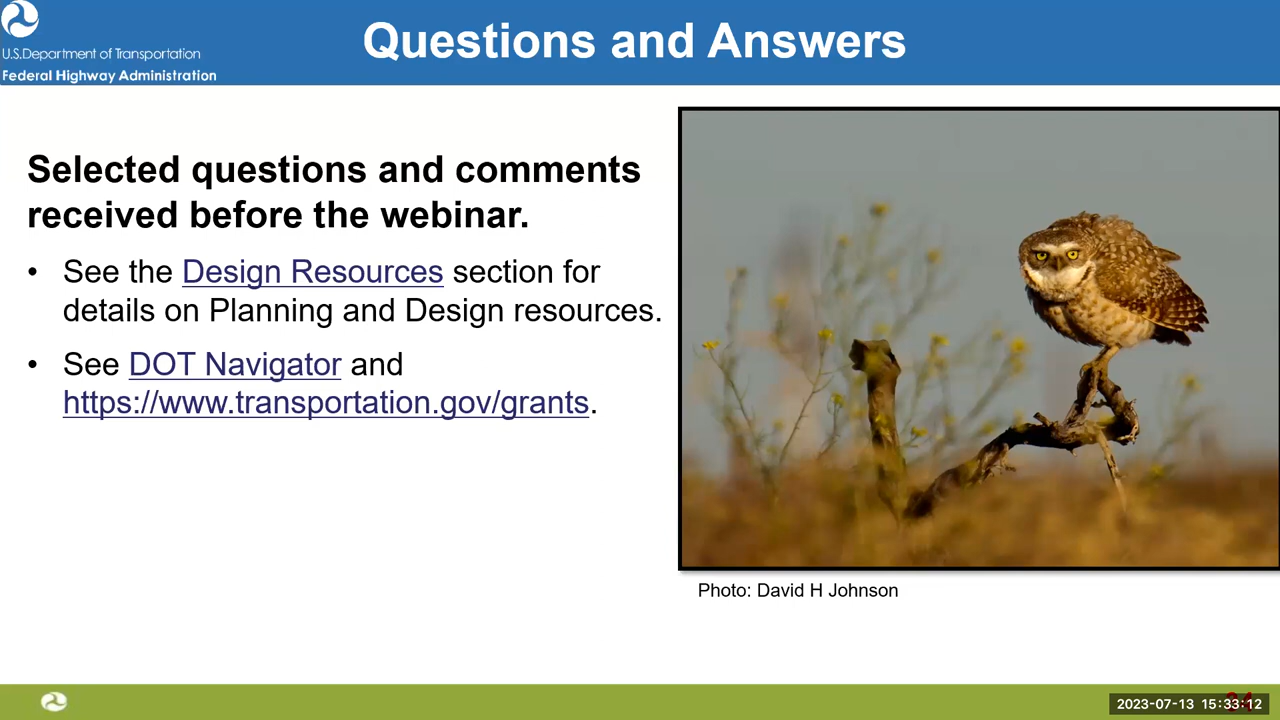 U.S.Department of Transportation
Federal Highway Administration
Questions and Answers
Selected questions and comments
received before the webinar.
• See the Design Resources section for
details on Planning and Design resources.
• See DOT Navigator and
https://www.transportation.gov/grants.
Photo: David H Johnson
2023-07-13 15:33:12